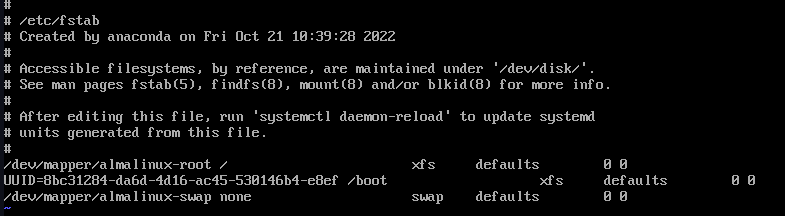 #
# /etc/fstab
# Created by anaconda on Fri Oct 21 10:39:28 2022
#
# Accessible filesystems, by reference, are maintained under '/dev/disk/'.
# See man pages fstab(5), findfs(8), mount(8) and/or blkid(8) for more info.
#
# After editing this file, run 'systemctl daemon-reload' to update systemd
# units generated from this file.
#
/dev/mapper/almalinux-root / xfs defaults 0 0
UUID=8bc31284-da6d-4d16-ac45-530146b4-e8ef /boot xfs defaults 0 0
/dev/mapper/almalinux-swap none swap defaults 0 0
~